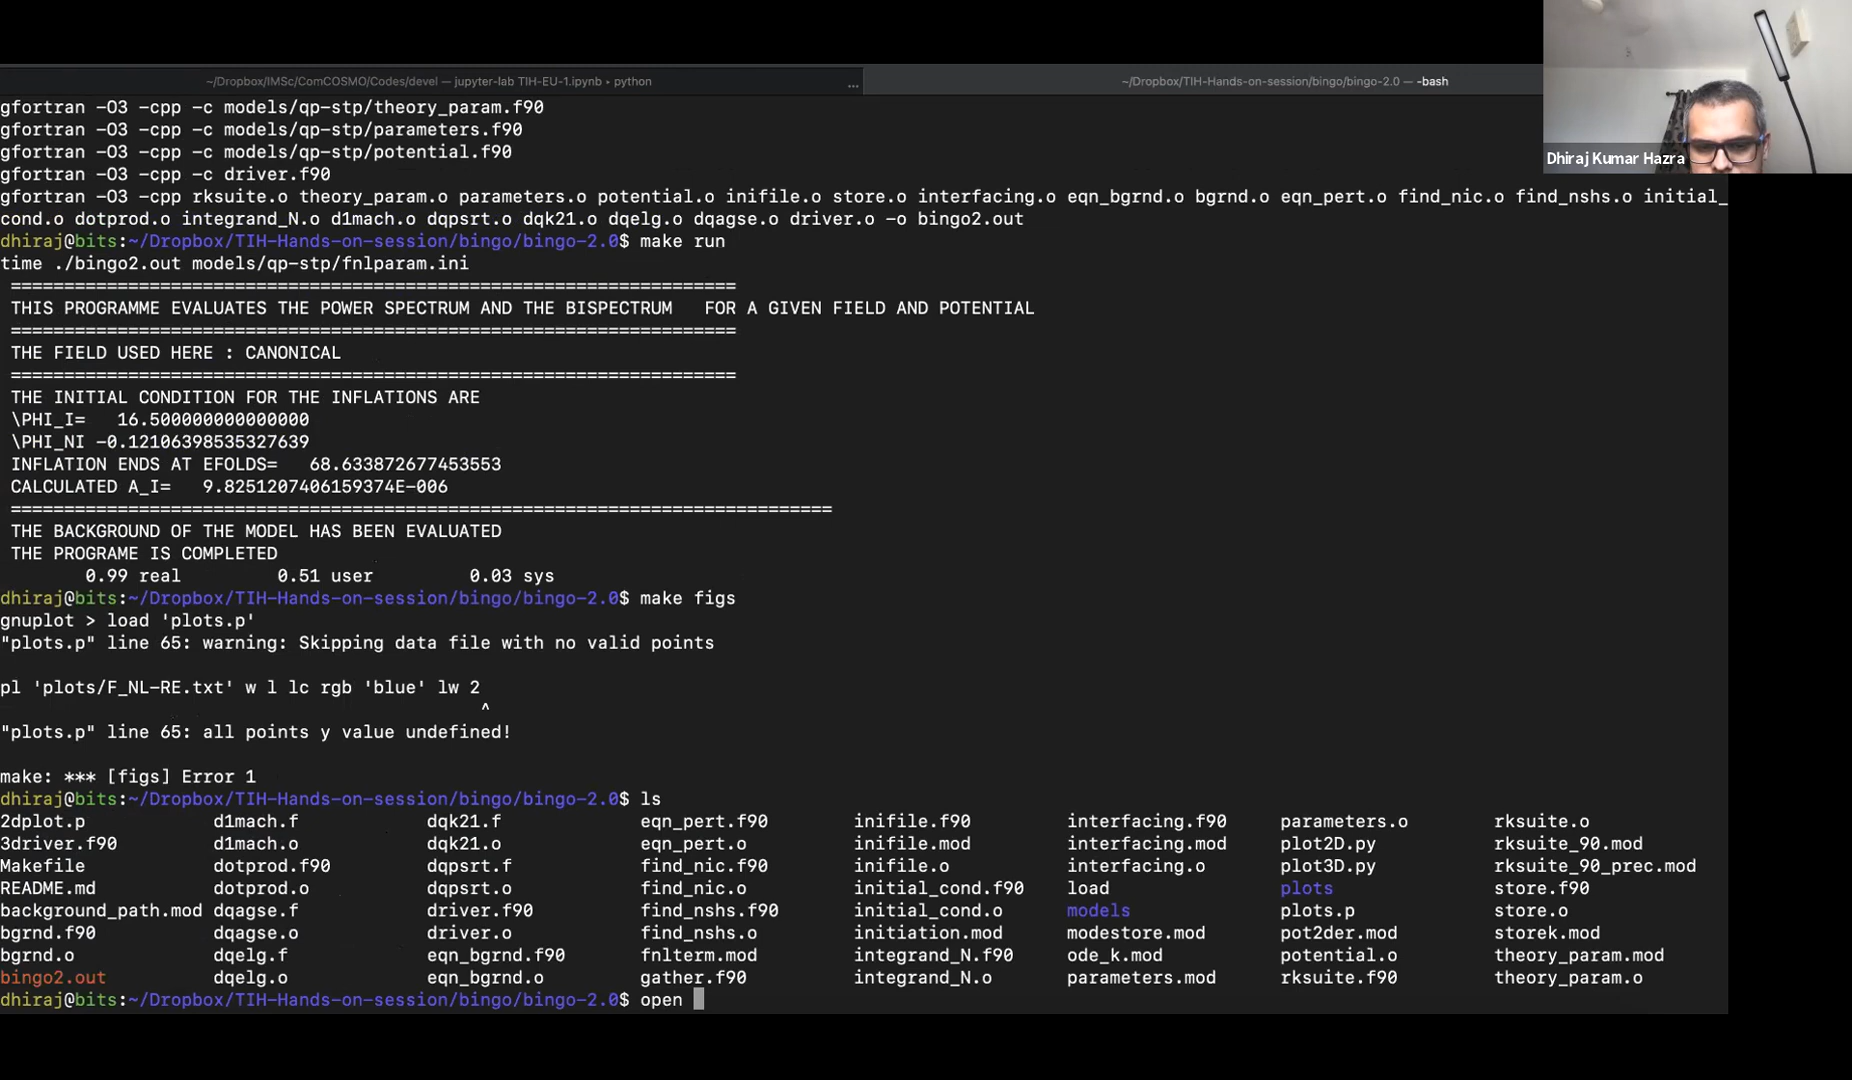 ~/Dropbox/IMSc/ComCOSMO/Codes/devel — jupyter-lab TIH-EU-1.ipynb ▸ python ... ~/Dropbox/TIH-Hands-on-session/bingo/bingo-2.0 — -bash
gfortran -O3 -cpp -c models/qp-stp/theory_param.f90
gfortran -O3 -cpp -c models/qp-stp/parameters.f90
gfortran -O3 -cpp -c models/qp-stp/potential.f90
Dhiraj Kumar Hazra
gfortran -O3 -cpp -c driver.f90
gfortran -O3 -cpp rksuite.o theory_param.o parameters.o potential.o inifile.o store.o interfacing.o eqn_bgrnd.o bgrnd.o eqn_pert.o find_nic.o find_nshs.o initial_
cond.o dotprod.o integrand_N.o d1mach.o dqpsrt.o dqk21.o dqelg.o dqagse.o driver.o -o bingo2.out
dhiraj@bits:~/Dropbox/TIH-Hands-on-session/bingo/bingo-2.0$ make run
time ./bingo2.out models/qp-stp/fnlparam.ini
====================================================================
THIS PROGRAMME EVALUATES THE POWER SPECTRUM AND THE BISPECTRUM   FOR A GIVEN FIELD AND POTENTIAL
====================================================================
THE FIELD USED HERE : CANONICAL
====================================================================
THE INITIAL CONDITION FOR THE INFLATIONS ARE
\PHI_I=   16.500000000000000
\PHI_NI -0.12106398535327639
INFLATION ENDS AT EFOLDS=   68.633872677453553
CALCULATED A_I=   9.8251207406159374E-006
=============================================================================
THE BACKGROUND OF THE MODEL HAS BEEN EVALUATED
THE PROGRAME IS COMPLETED
0.99 real         0.51 user         0.03 sys
dhiraj@bits:~/Dropbox/TIH-Hands-on-session/bingo/bingo-2.0$ make figs
gnuplot > load 'plots.p'
"plots.p" line 65: warning: Skipping data file with no valid points
pl 'plots/F_NL-RE.txt' w l lc rgb 'blue' lw 2
^
"plots.p" line 65: all points y value undefined!
make: *** [figs] Error 1
dhiraj@bits:~/Dropbox/TIH-Hands-on-session/bingo/bingo-2.0$ ls
2dplot.p d1mach.f dqk21.f eqn_pert.f90 inifile.f90 interfacing.f90 parameters.o rksuite.o
3driver.f90 d1mach.o dqk21.o eqn_pert.o inifile.mod interfacing.mod plot2D.py rksuite_90.mod
Makefile dotprod.f90 dqpsrt.f find_nic.f90 inifile.o interfacing.o plot3D.py rksuite_90_prec.mod
README.md dotprod.o dqpsrt.o find_nic.o initial_cond.f90 load plots store.f90
background_path.mod dqagse.f driver.f90 find_nshs.f90 initial_cond.o models plots.p store.o
bgrnd.f90 dqagse.o driver.o find_nshs.o initiation.mod modestore.mod pot2der.mod storek.mod
bgrnd.o dqelg.f eqn_bgrnd.f90 fnlterm.mod integrand_N.f90 ode_k.mod potential.o theory_param.mod
bingo2.out dqelg.o eqn_bgrnd.o gather.f90 integrand_N.o parameters.mod rksuite.f90 theory_param.o
dhiraj@bits:~/Dropbox/TIH-Hands-on-session/bingo/bingo-2.0$ open